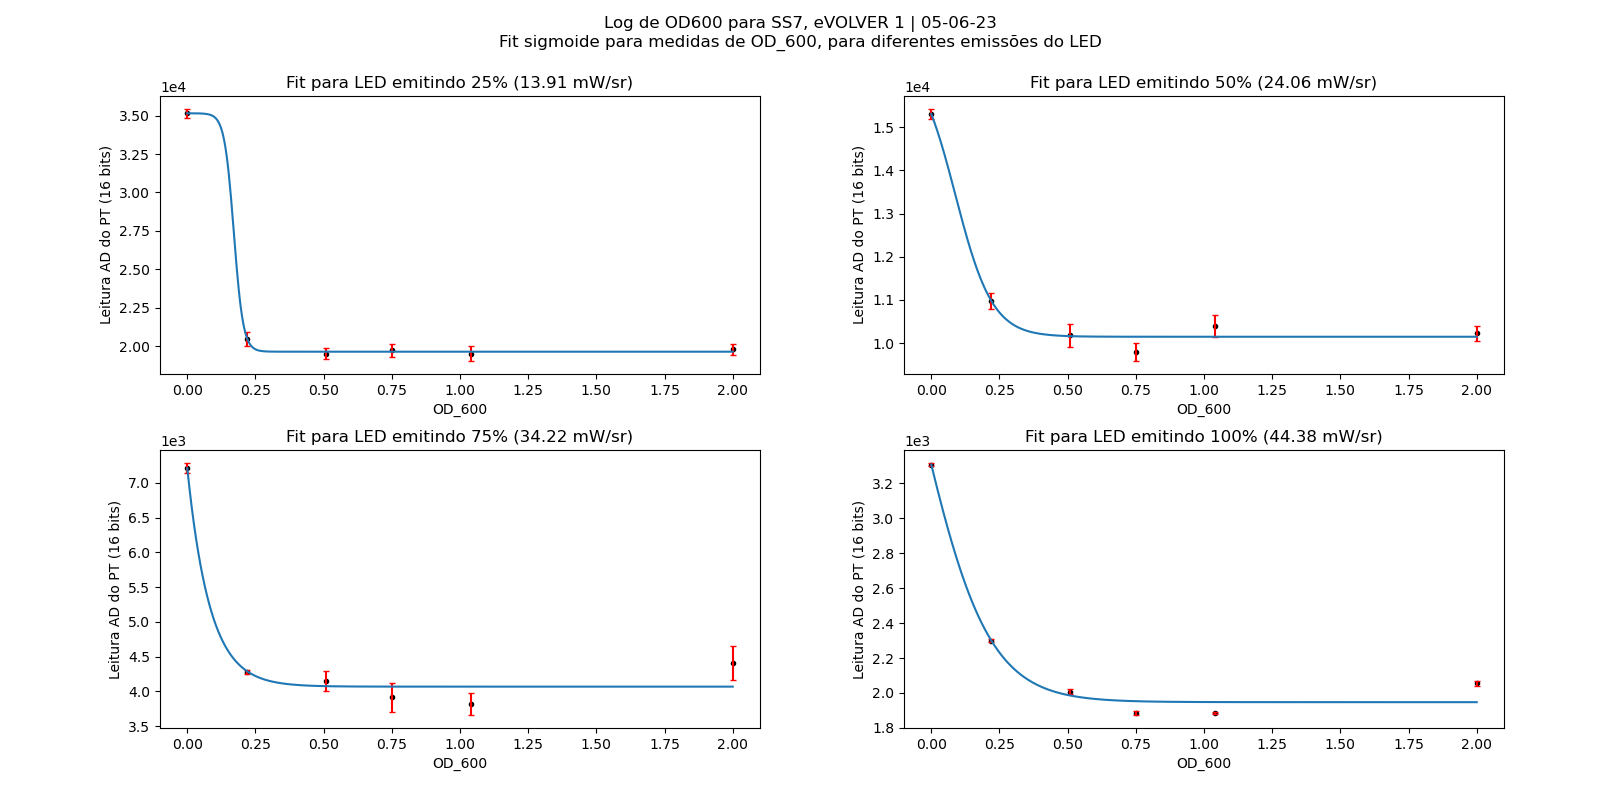 Log de OD600 para SS7, eVOLVER 1 | 05-06-23
Fit sigmoide para medidas de OD_600, para diferentes emissões do LED
Fit para LED emitindo 25% (13.91 mW/sr)
1e4
Leitura AD do PT (16 bits)
3.50
3.25
3.00
2.75
2.50
2.25
2.00
0.00 0.25 0.50 0.75 1.00 1.25 1.50 1.75 2.00
OD_600
Fit para LED emitindo 50% (24.06 mW/sr)
1e4
Leitura AD do PT (16 bits)
1.5
1.4
1.3
1.2
1.1
1.0
0.00 0.25 0.50 0.75 1.00 1.25 1.50 1.75 2.00
OD_600
Fit para LED emitindo 75% (34.22 mW/sr)
1e3
Leitura AD do PT (16 bits)
7.0
6.5
6.0
5.5
5.0
4.5
4.0
3.5
0.00 0.25 0.50 0.75 1.00 1.25 1.50 1.75 2.00
OD_600
Fit para LED emitindo 100% (44.38 mW/sr)
1e3
Leitura AD do PT (16 bits)
3.2
3.0
2.8
2.6
2.4
2.2
2.0
1.8
0.00 0.25 0.50 0.75 1.00 1.25 1.50 1.75 2.00
OD_600